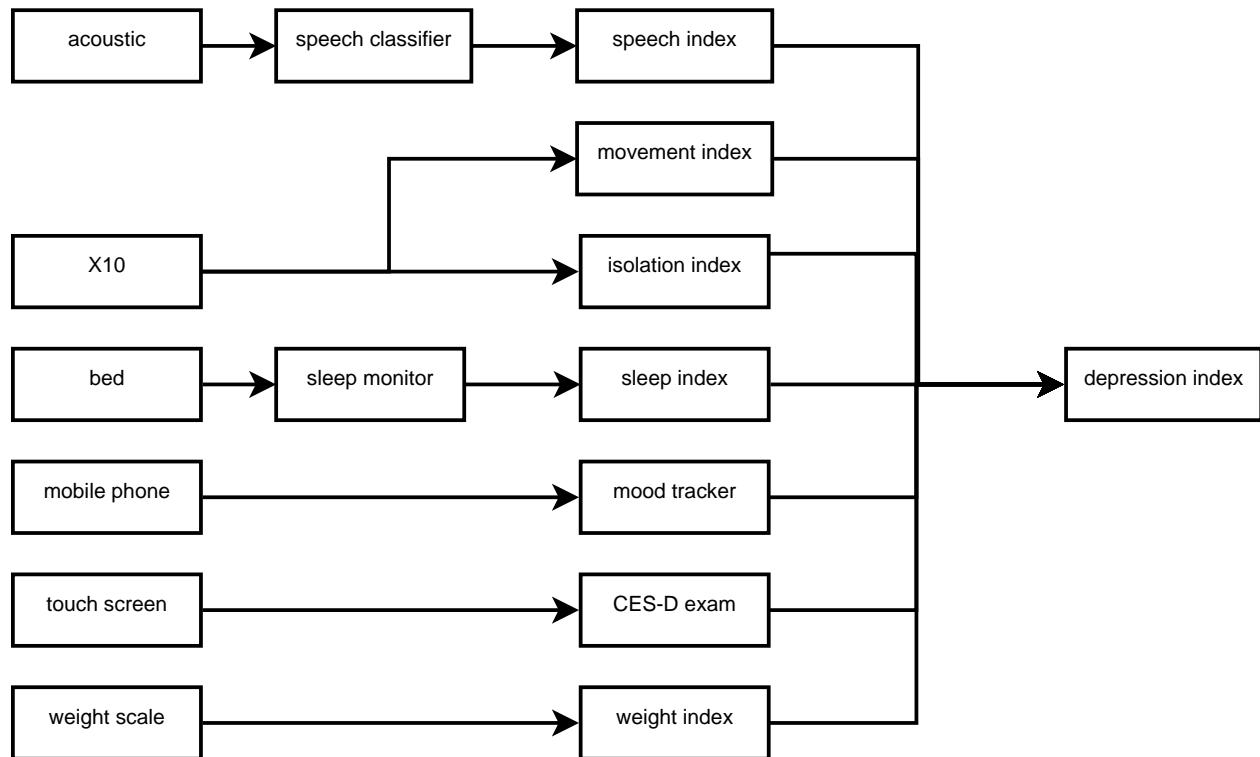 acoustic
speech classifier
speech index
movement index
X10
isolation index
bed
sleep monitor
sleep index
depression index
mobile phone
mood tracker
touch screen
CES-D exam
weight scale
weight index